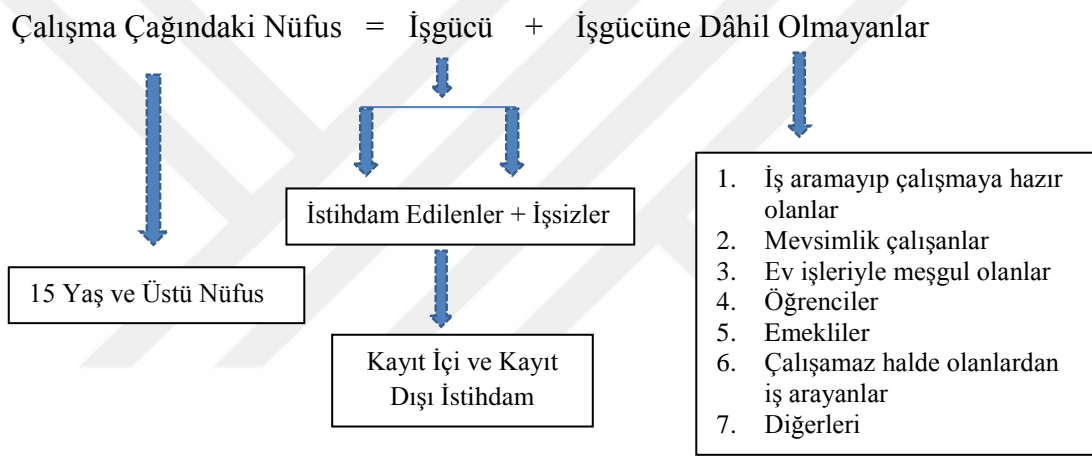 Çalışma Çağındaki Nüfus = İşgücü + İşgücüne Dâhil Olmayanlar
İstihdam Edilenler + İşsizler
15 Yaş ve Üstü Nüfus
Kayıt İçi ve Kayıt
Dışı İstihdam
1. İş aramayıp çalışmaya hazır
olanlar
2. Mevsimlik çalışanlar
3. Ev işleriyle meşgul olanlar
4. Öğrenciler
5. Emekliler
6. Çalışamaz halde olanlardan
iş arayanlar
7. Diğerleri